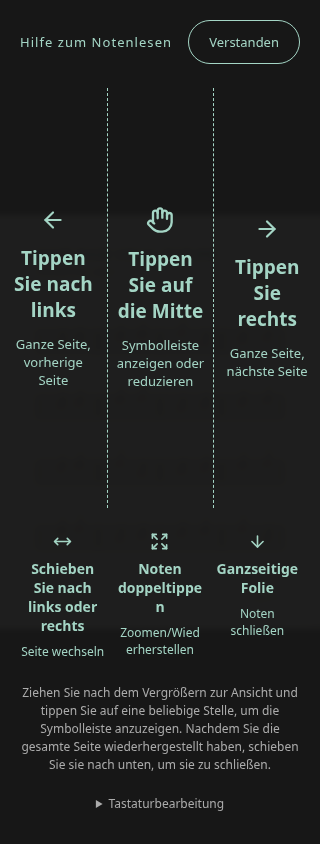 Hilfe zum Notenlesen
Verstanden
Tippen
Sie nach
links
Ganze Seite,
vorherige
Seite
Tippen
Sie auf
die Mitte
Symbolleiste
anzeigen oder
reduzieren
Tippen
Sie
rechts
Ganze Seite,
nächste Seite
Schieben
Sie nach
links oder
rechts
Seite wechseln
Noten
doppeltippe
n
Zoomen/Wied
erherstellen
Ganzseitige
Folie
Noten
schließen
Ziehen Sie nach dem Vergrößern zur Ansicht und
tippen Sie auf eine beliebige Stelle, um die
Symbolleiste anzuzeigen. Nachdem Sie die
gesamte Seite wiederhergestellt haben, schieben
Sie sie nach unten, um sie zu schließen.
Tastaturbearbeitung